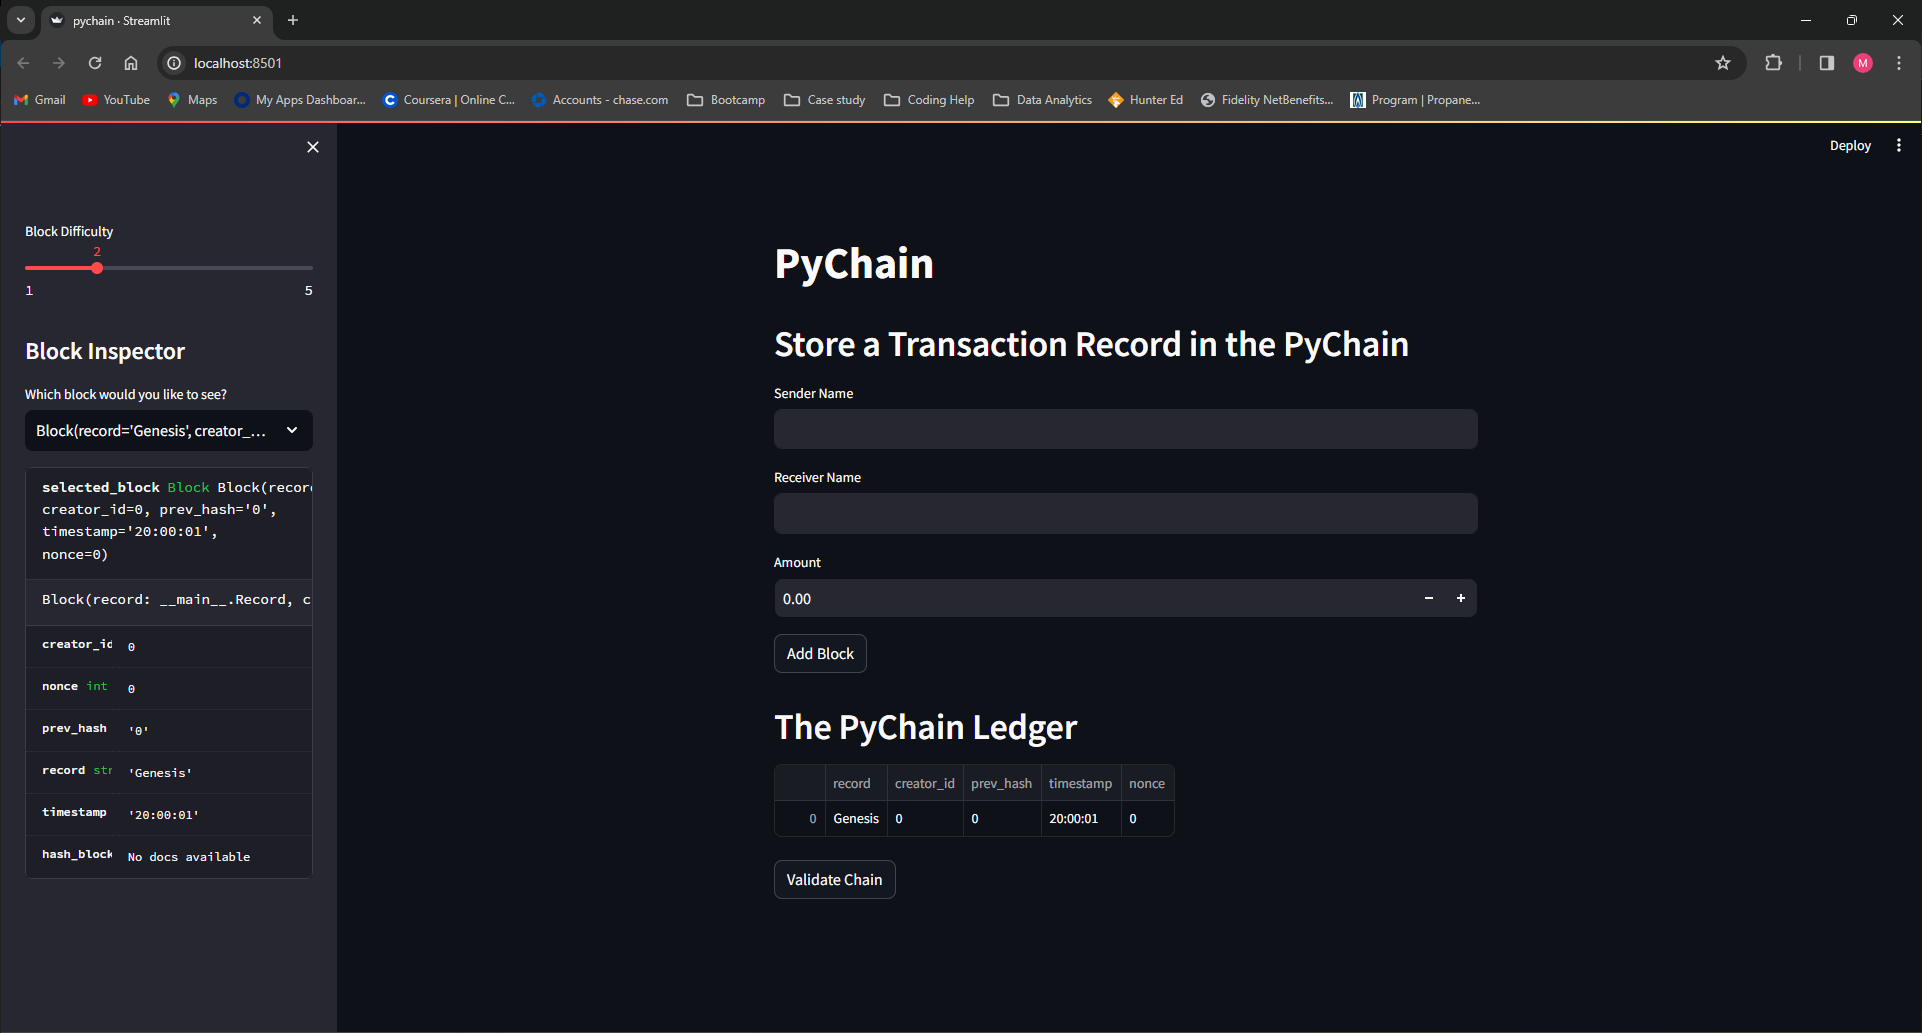 pychain · Streamlit
localhost:8501
M
Gmail YouTube Maps My Apps Dashboar... Coursera | Online C... Accounts - chase.com Bootcamp Case study Coding Help Data Analytics Hunter Ed Fidelity NetBenefits... Program | Propane...
Deploy
Block Difficulty
2
1 5
Block Inspector
Which block would you like to see?
Block(record='Genesis', creator_...
selected_block Block Block(recor
creator_id=0, prev_hash='0',
timestamp='20:00:01',
nonce=0)
Block(record: __main__.Record, c
creator_id 0
nonce int 0
prev_hash '0'
record str 'Genesis'
timestamp '20:00:01'
hash_block No docs available
PyChain
Store a Transaction Record in the PyChain
Sender Name
Receiver Name
Amount
0.00 − +
Add Block
The PyChain Ledger
record creator_id prev_hash timestamp nonce
0 Genesis 0 0 20:00:01 0
Validate Chain